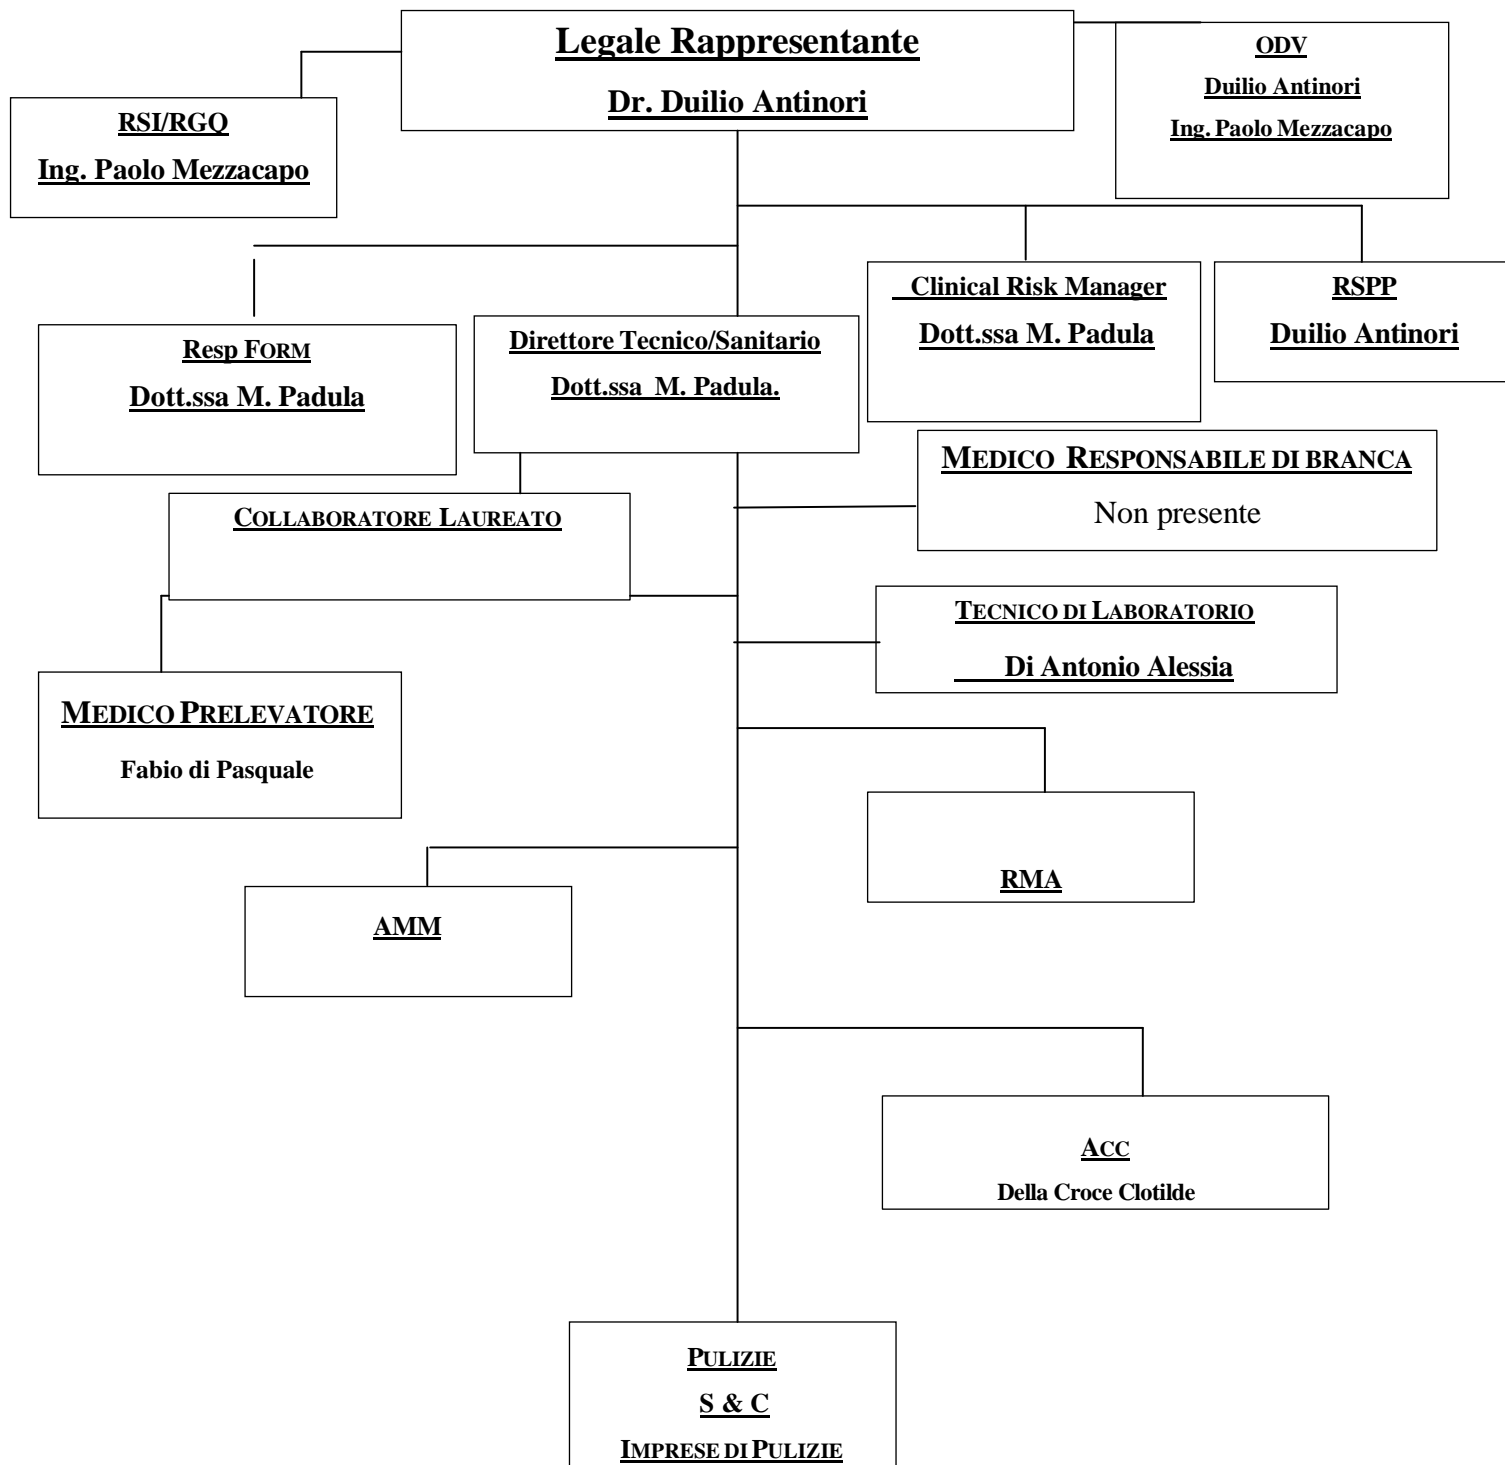 Legale Rappresentante
Dr. Duilio Antinori
ODV
Duilio Antinori
Ing. Paolo Mezzacapo
RSI/RGQ
Ing. Paolo Mezzacapo
Clinical Risk Manager
Dott.ssa M. Padula
RSPP
Duilio Antinori
Resp FORM
Dott.ssa M. Padula
Direttore Tecnico/Sanitario
Dott.ssa M. Padula.
MEDICO RESPONSABILE DI BRANCA
Non presente
COLLABORATORE LAUREATO
TECNICO DI LABORATORIO
Di Antonio Alessia
MEDICO PRELEVATORE
Fabio di Pasquale
RMA
AMM
ACC
Della Croce Clotilde
PULIZIE
S & C
IMPRESE DI PULIZIE